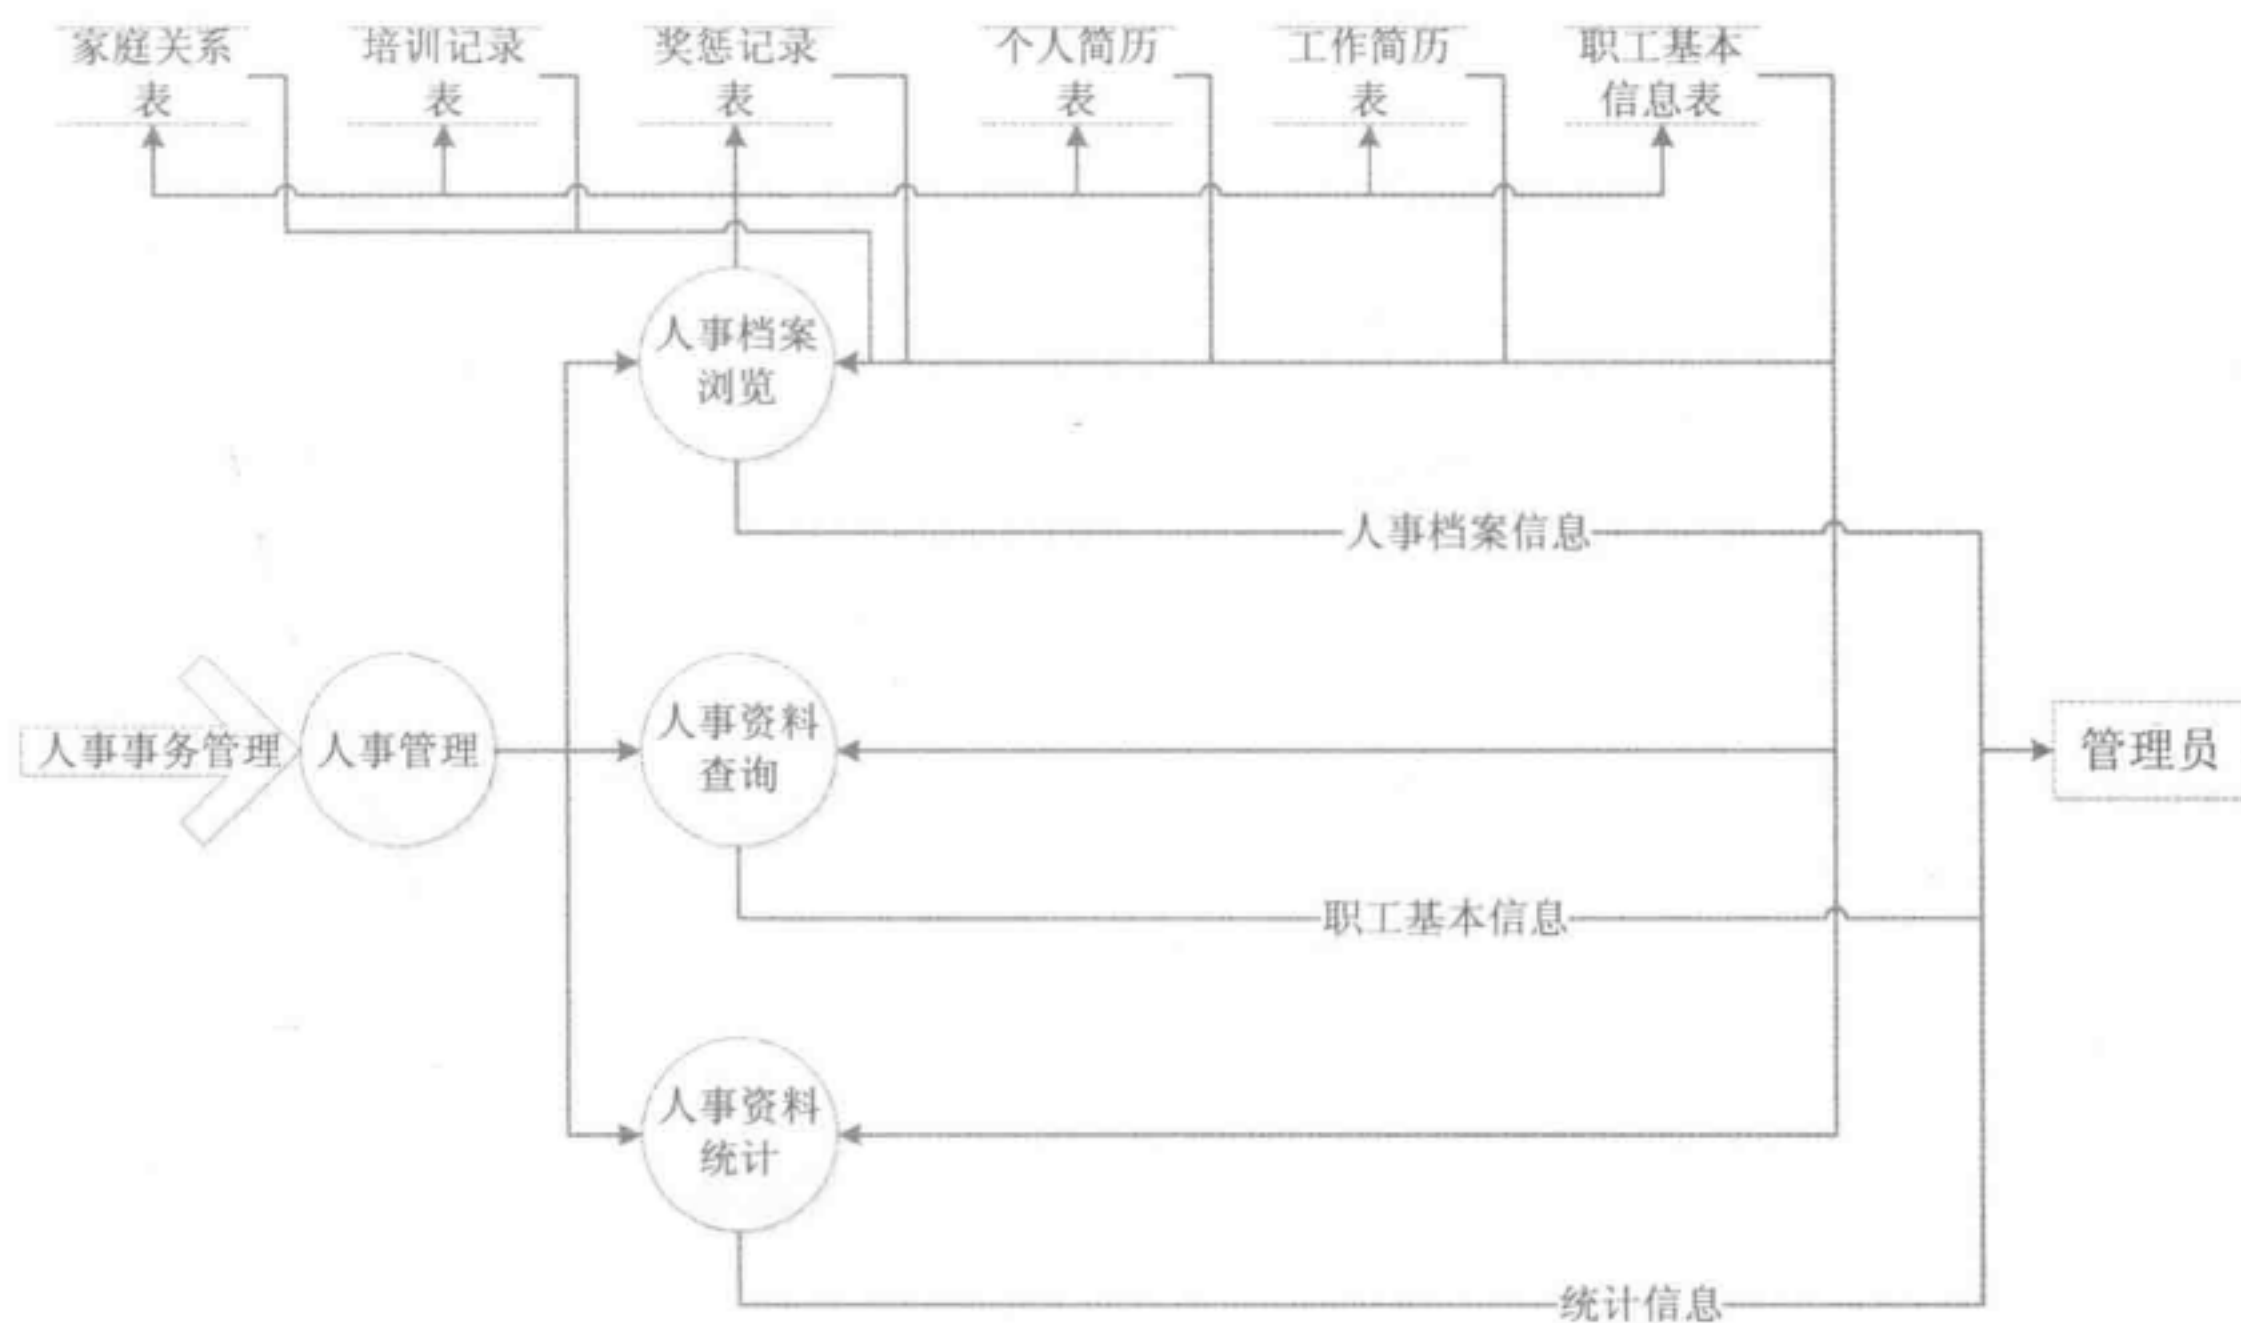 家庭关系
表
培训记录
表
奖惩记录
表
个人简历
表
工作简历
表
职工基本
信息表
人事档案
浏览
人事档案信息
人事事务管理
人事管理
人事资料
查询
管理员
职工基本信息
人事资料
统计
统计信息